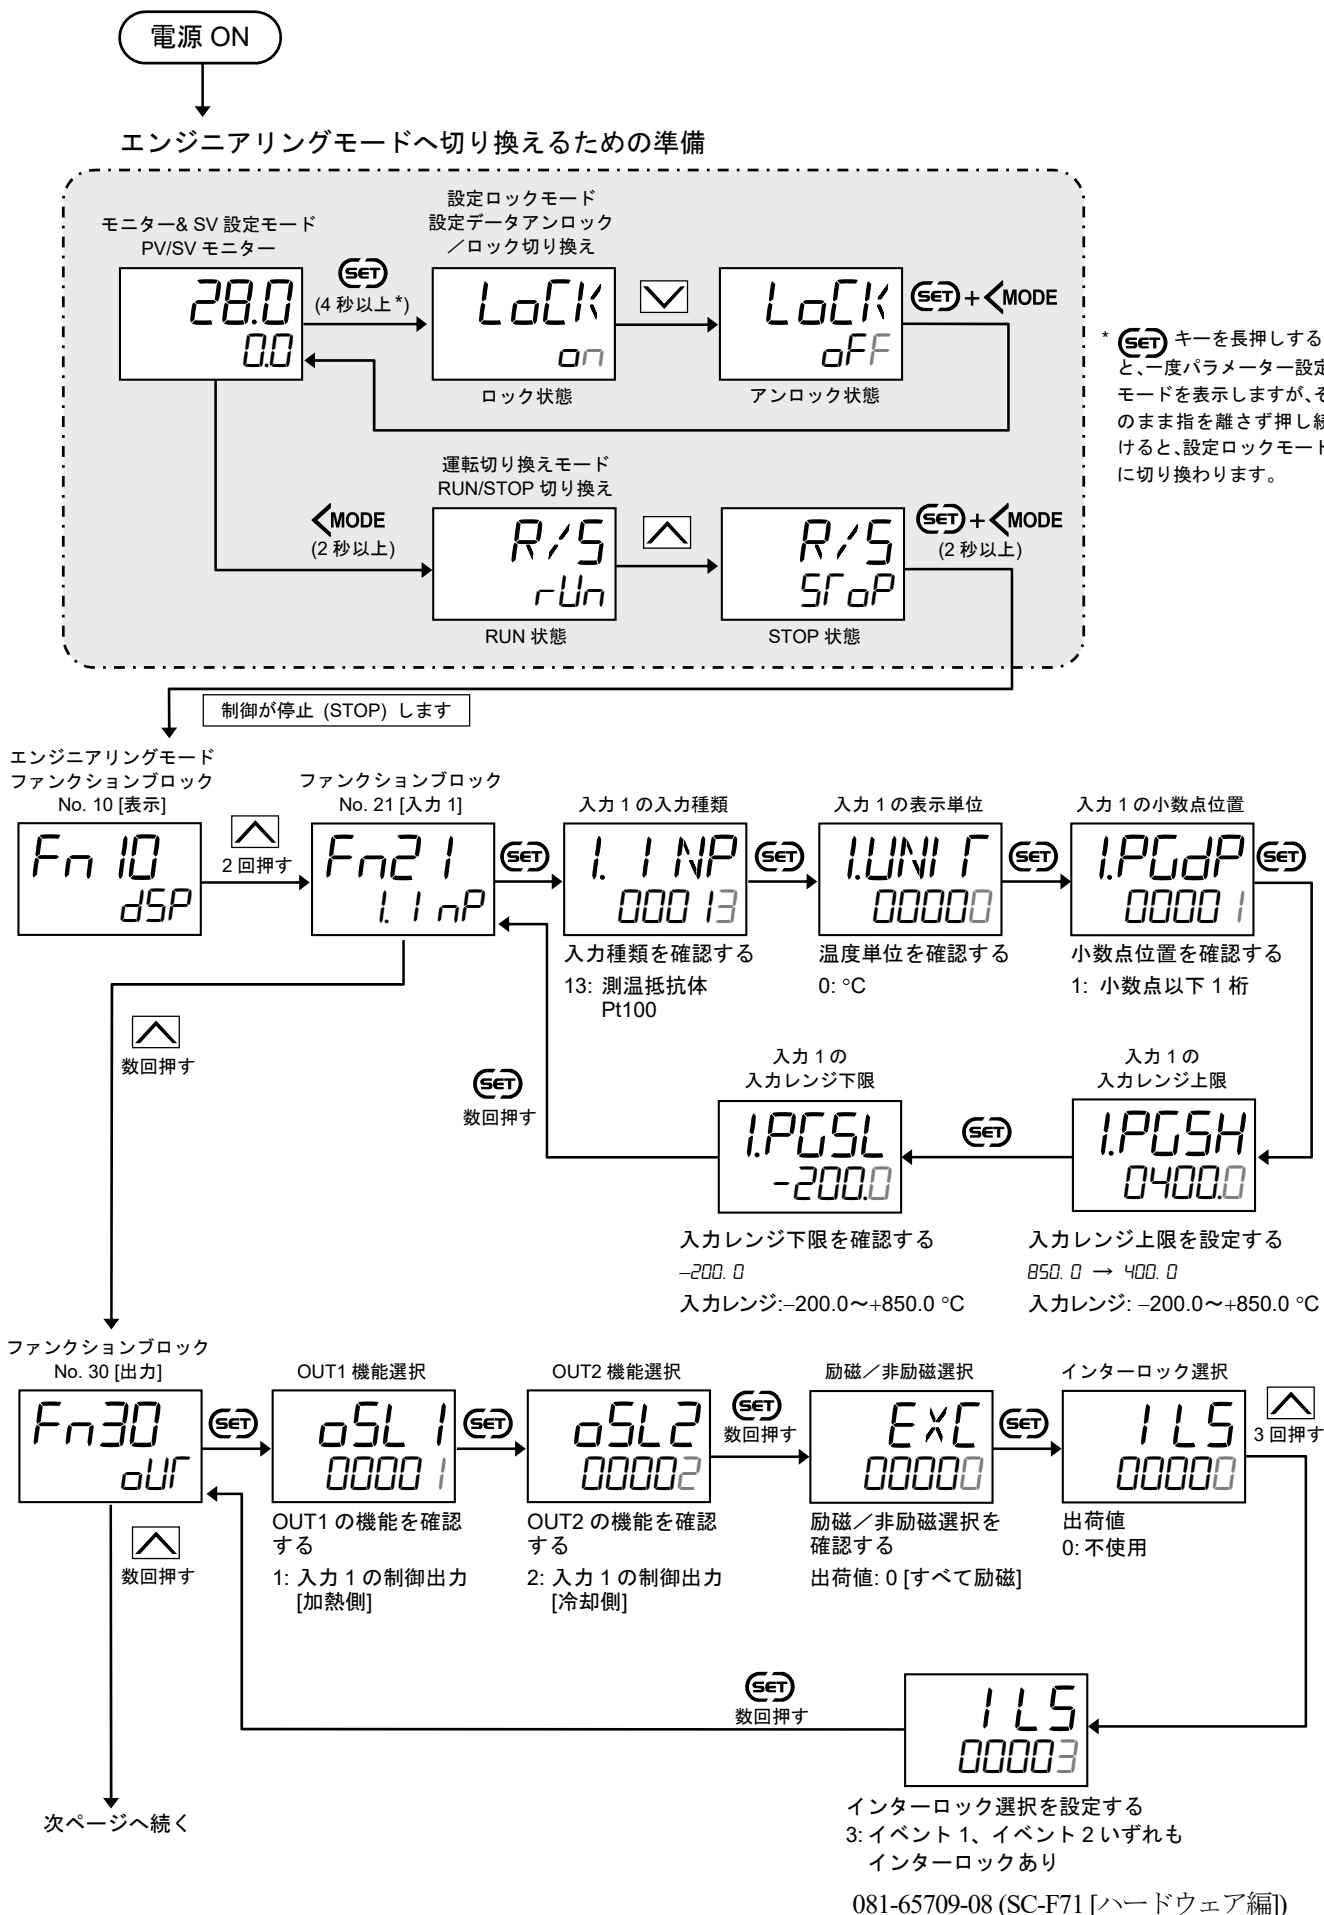 電源 ON
エンジニアリングモードへ切り換えるための準備
モニター& SV 設定モード
PV/SV モニター
28.0
0.0
SET
(4 秒以上*)
設定ロックモード
設定データアンロック
／ロック切り換え
LoCK
on
ロック状態
LoCK
oFF
アンロック状態
SET + <MODE
* SET キーを長押しする
と、一度パラメーター設定
モードを表示しますが、そ
のまま指を離さず押し続
けると、設定ロックモード
に切り換わります。
<MODE
(2 秒以上)
運転切り換えモード
RUN/STOP 切り換え
R/S
rUn
RUN 状態
R/S
SToP
STOP 状態
SET + <MODE
(2 秒以上)
制御が停止 (STOP) します
エンジニアリングモード
ファンクションブロック
No. 10 [表示]
Fn10
dSP
2 回押す
ファンクションブロック
No. 21 [入力 1]
Fn21
1.InP
SET
入力 1 の入力種類
1.INP
00013
入力種類を確認する
13: 測温抵抗体
Pt100
SET
入力 1 の表示単位
1.UNIT
00000
温度単位を確認する
0: °C
SET
入力 1 の小数点位置
1.PGdP
00001
小数点位置を確認する
1: 小数点以下 1 桁
SET
入力 1 の
入力レンジ上限
1.PGSH
0400.0
入力レンジ上限を設定する
850.0 → 400.0
入力レンジ: −200.0～+850.0 °C
SET
入力 1 の
入力レンジ下限
1.PGSL
-200.0
入力レンジ下限を確認する
−200.0
入力レンジ:−200.0～+850.0 °C
SET
数回押す
数回押す
ファンクションブロック
No. 30 [出力]
Fn30
oUT
SET
OUT1 機能選択
oSL1
00001
OUT1 の機能を確認
する
1: 入力 1 の制御出力
[加熱側]
SET
OUT2 機能選択
oSL2
00002
OUT2 の機能を確認
する
2: 入力 1 の制御出力
[冷却側]
SET
数回押す
励磁／非励磁選択
EXC
00000
励磁／非励磁選択を
確認する
出荷値: 0 [すべて励磁]
SET
インターロック選択
ILS
00000
出荷値
0: 不使用
3 回押す
ILS
00003
インターロック選択を設定する
3: イベント 1、イベント 2 いずれも
インターロックあり
SET
数回押す
数回押す
次ページへ続く
081-65709-08 (SC-F71 [ハードウェア編])